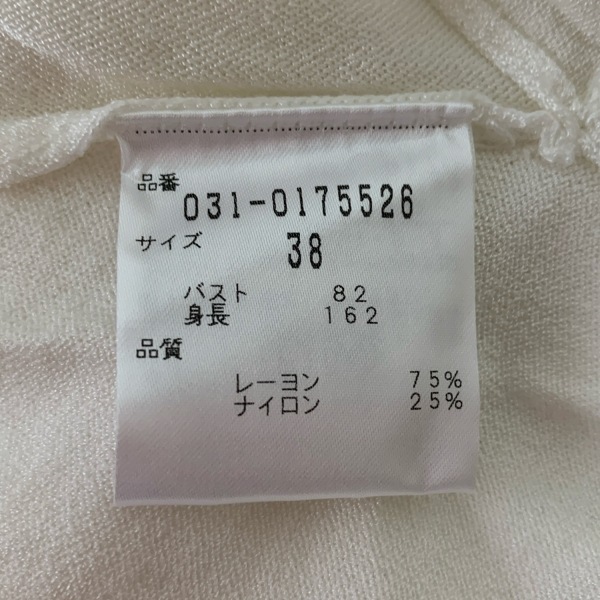 品番
031-0175526
サイズ 38
バスト 82
身長 162
品質
レーヨン 75%
ナイロン 25%